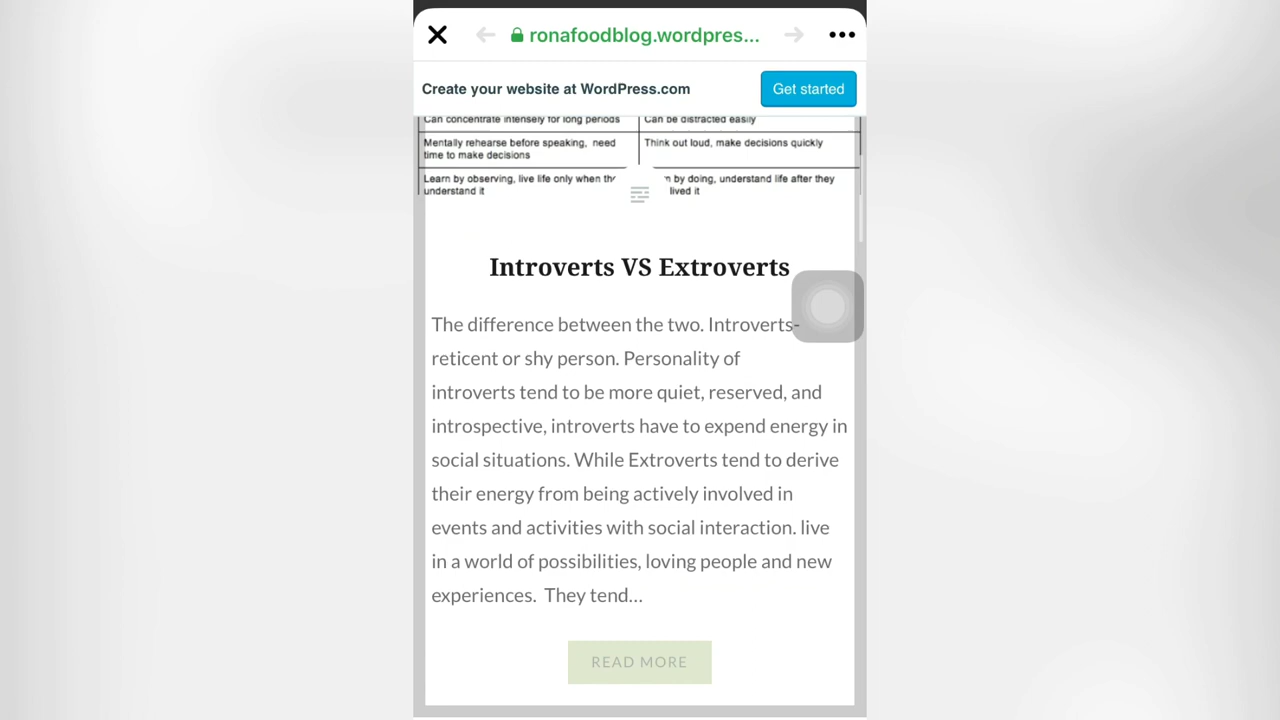 ronafoodblog.wordpres...
Create your website at WordPress.com
Get started
Can concentrate intensely for long periods
Can be distracted easily
Mentally rehearse before speaking, need
time to make decisions
Think out loud, make decisions quickly
Learn by observing, live life only when
understand it
by doing, understand life after they
lived it
Introverts VS Extroverts
The difference between the two. Introverts-
reticent or shy person. Personality of
introverts tend to be more quiet, reserved, and
introspective, introverts have to expend energy in
social situations. While Extroverts tend to derive
their energy from being actively involved in
events and activities with social interaction. live
in a world of possibilities, loving people and new
experiences.  They tend...
READ MORE